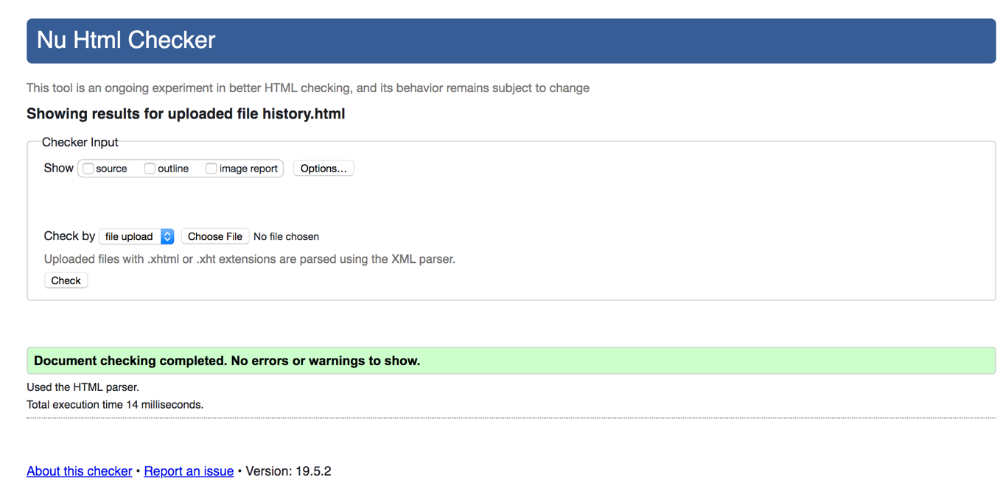 Nu Html Checker
This tool is an ongoing experiment in better HTML checking, and its behavior remains subject to change
Showing results for uploaded file history.html
Checker Input
Show source outline image report Options...
Check by file upload Choose File No file chosen
Uploaded files with .xhtml or .xht extensions are parsed using the XML parser.
Check
Document checking completed. No errors or warnings to show.
Used the HTML parser.
Total execution time 14 milliseconds.
About this checker • Report an issue • Version: 19.5.2